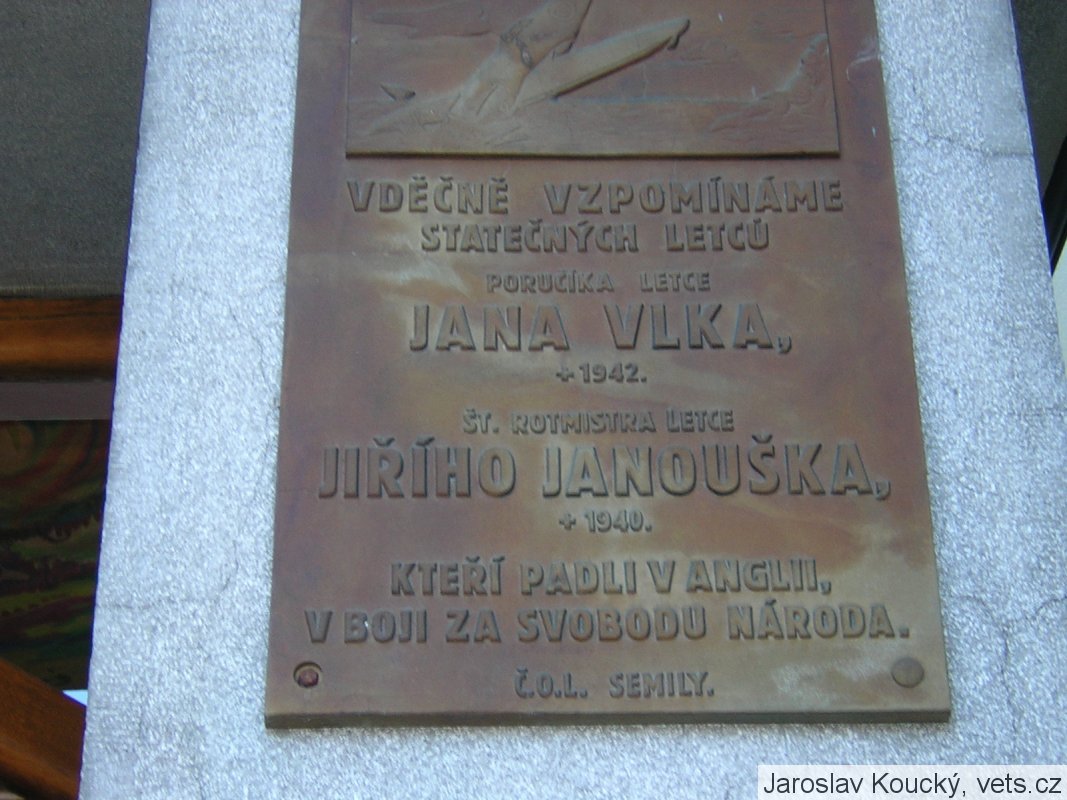 VDĚČNĚ VZPOMÍNÁME
STATEČNÝCH LETCŮ
PORUČÍKA LETCE
JANA VLKA,
+ 1942.
ŠT. ROTMISTRA LETCE
JIŘÍHO JANOUŠKA,
+ 1940.
KTEŘÍ PADLI V ANGLII,
V BOJI ZA SVOBODU NÁRODA.
Č.O.L. SEMILY.
Jaroslav Koucký, vets.cz